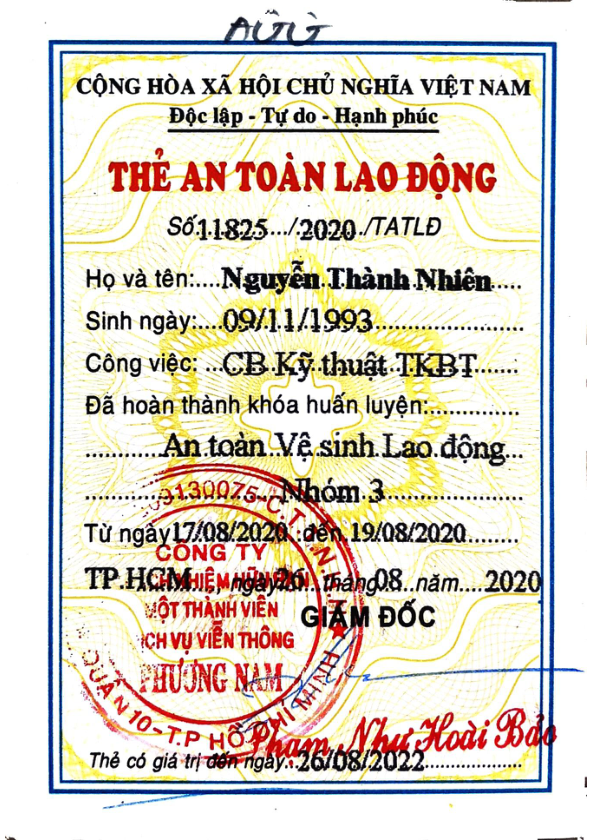 CỘNG HÒA XÃ HỘI CHỦ NGHĨA VIỆT NAM
Độc lập - Tự do - Hạnh phúc
THẺ AN TOÀN LAO ĐỘNG
Số 11825.../.2020./TATLĐ
Họ và tên:....Nguyễn Thành Nhiên.....
Sinh ngày:....09/11/1993.......................
Công việc: ...CB Kỹ thuật TKBT.......
Đã hoàn thành khóa huấn luyện:..............
............An toàn Vệ sinh Lao động...
..............................Nhóm 3.......................
Từ ngày 17/08/2020 :đến 19/08/2020.........
TP.HCM...., ngày 26...tháng 08...năm....2020
GIÁM ĐỐC
CÔNG TY
MỘT THÀNH VIÊN
DỊCH VỤ VIỄN THÔNG
PHƯƠNG NAM
QUẬN 10-T.P HỒ CHÍ MINH
Phạm Như Hoài Bảo
Thẻ có giá trị đến ngày:..26/08/2022..................